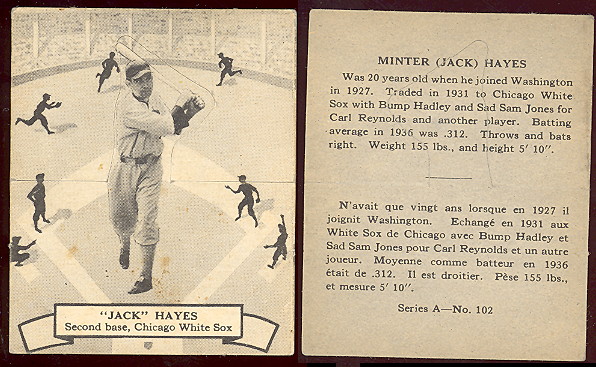 "JACK" HAYES
Second base, Chicago White Sox
MINTER (JACK) HAYES
Was 20 years old when he joined Washington
in 1927. Traded in 1931 to Chicago White
Sox with Bump Hadley and Sad Sam Jones for
Carl Reynolds and another player. Batting
average in 1936 was .312. Throws and bats
right. Weight 155 lbs., and height 5' 10".
N'avait que vingt ans lorsque en 1927 il
joignit Washington. Echangé en 1931 aux
White Sox de Chicago avec Bump Hadley et
Sad Sam Jones pour Carl Reynolds et un autre
joueur. Moyenne comme batteur en 1936
était de .312. Il est droitier. Pèse 155 lbs.,
et mesure 5' 10".
Series A—No. 102